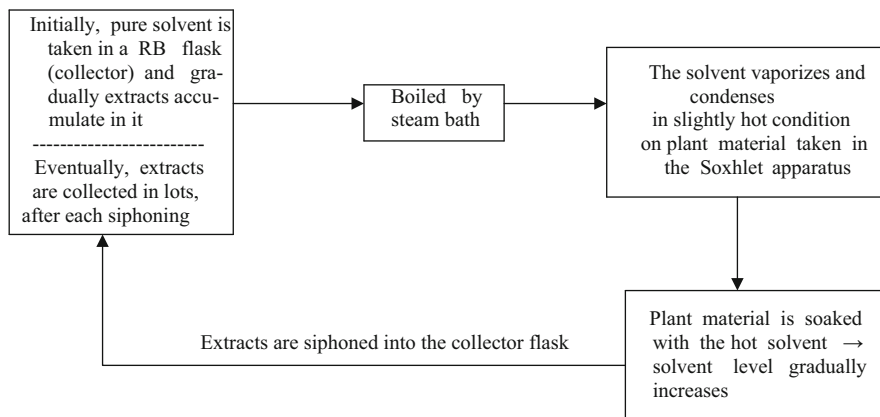 Initially, pure solvent is
taken in a RB flask
(collector) and gra-
dually extracts accu-
mulate in it
--------------------------
Eventually, extracts
are collected in lots,
after each siphoning
Boiled by
steam bath
The solvent vaporizes and
condenses
in slightly hot condition
on plant material taken in
the Soxhlet apparatus
Plant material is soaked
with the hot solvent →
solvent level gradually
increases
Extracts are siphoned into the collector flask